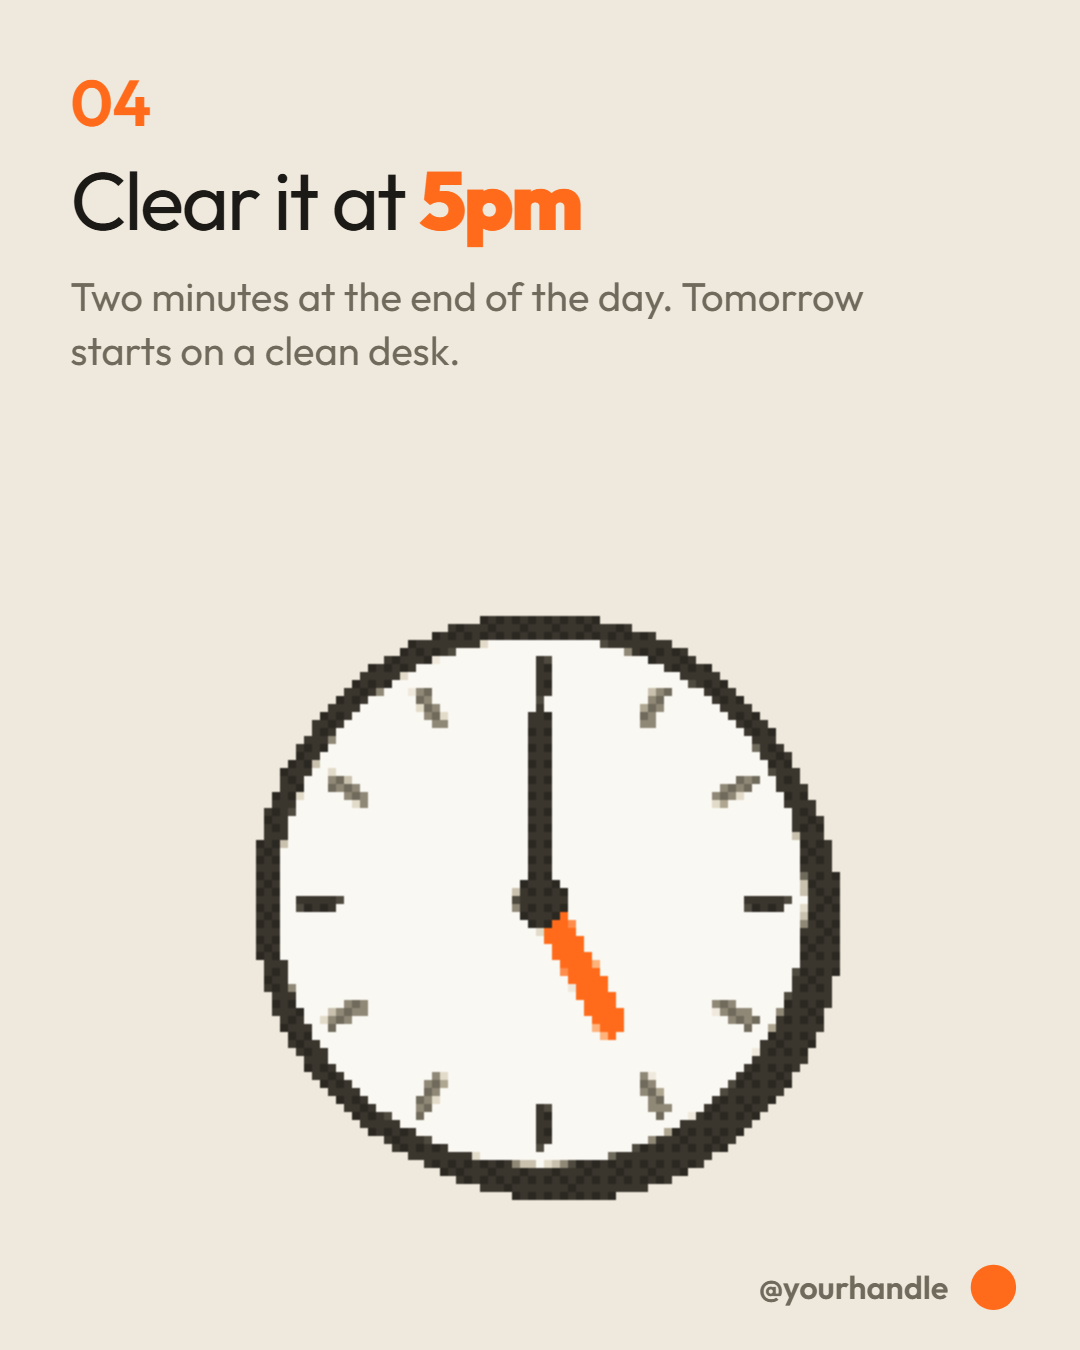 04
Clear it at 5pm
Two minutes at the end of the day. Tomorrow
starts on a clean desk.
@yourhandle